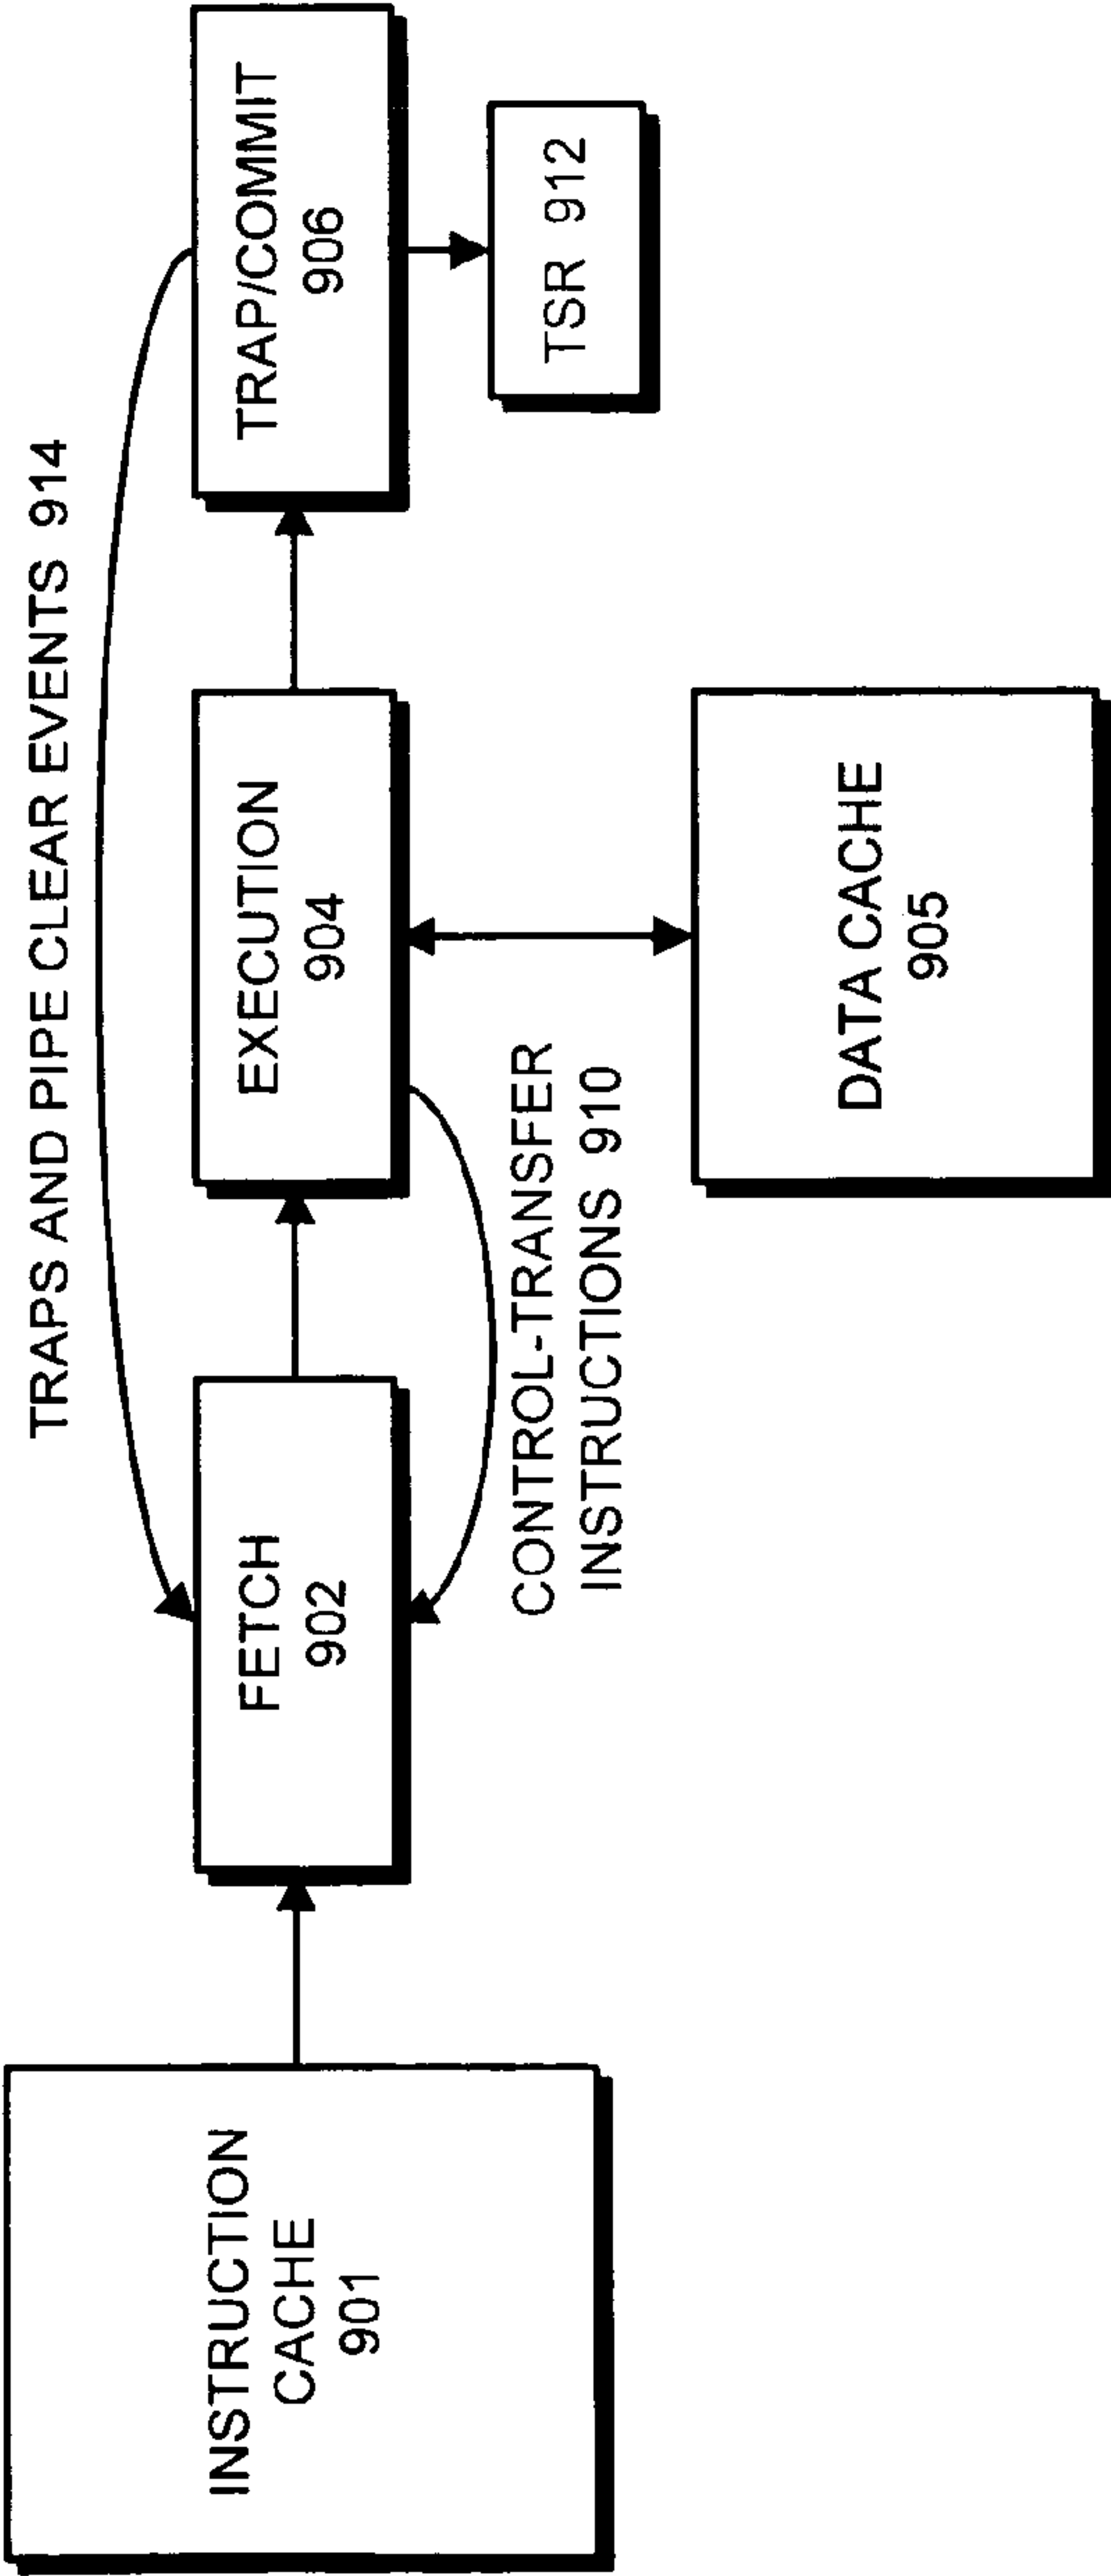 TRAPS AND PIPE CLEAR EVENTS 914
INSTRUCTION
CACHE
901
FETCH
902
EXECUTION
904
TRAP/COMMIT
906
TSR 912
CONTROL-TRANSFER
INSTRUCTIONS 910
DATA CACHE
905